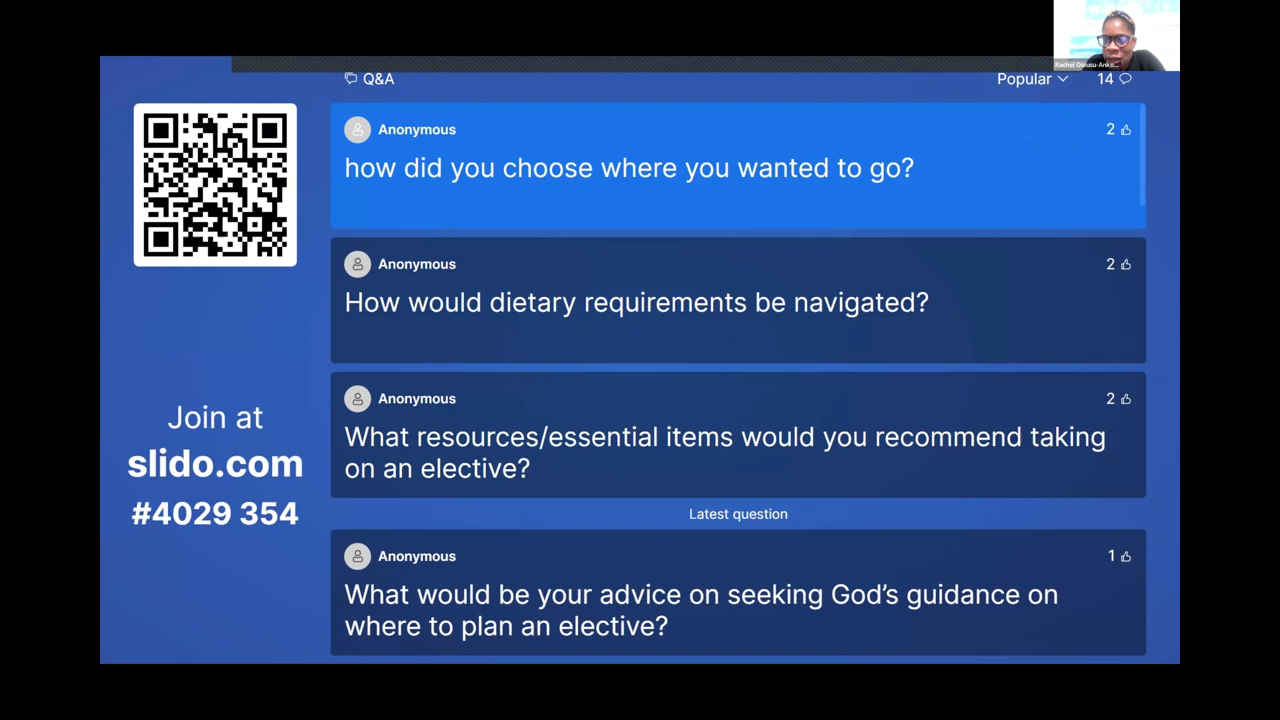 Rachel Owusu-Anko...
Q&A
Popular
14
Anonymous
2
how did you choose where you wanted to go?
Anonymous
2
How would dietary requirements be navigated?
Anonymous
2
What resources/essential items would you recommend taking
on an elective?
Latest question
Anonymous
1
What would be your advice on seeking God's guidance on
where to plan an elective?
Join at
slido.com
#4029 354